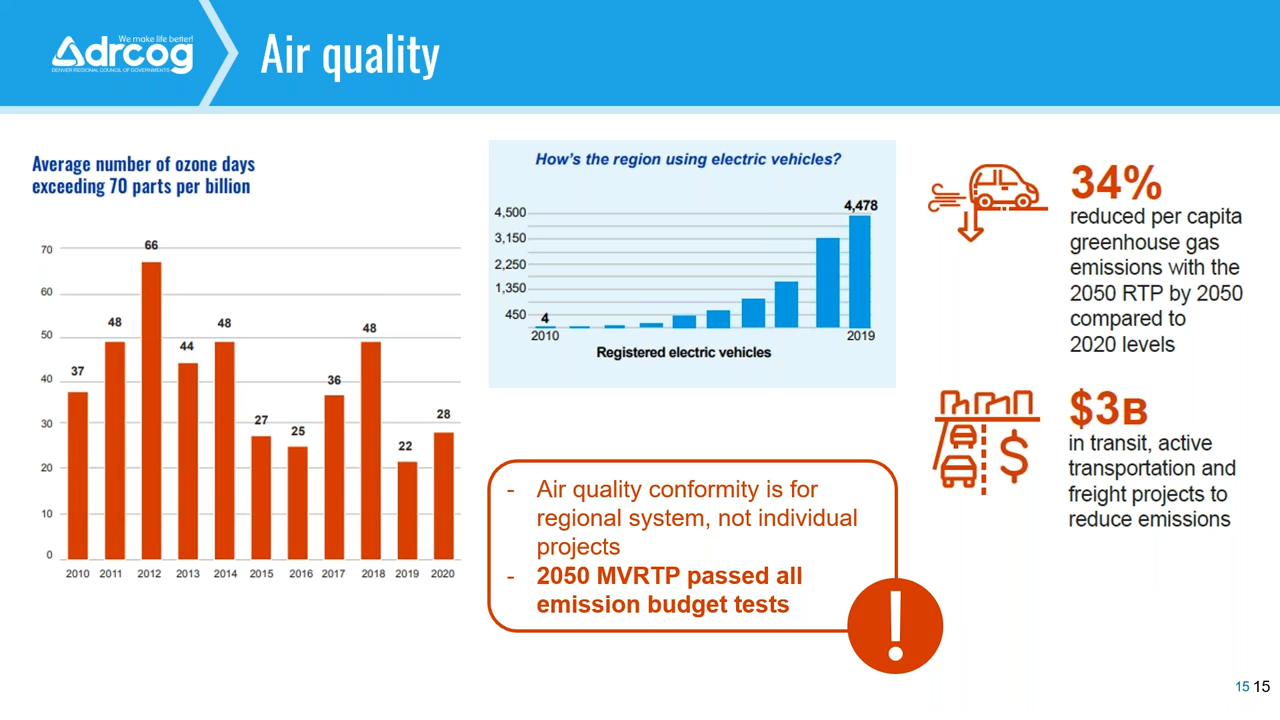 We make life better!
drcog
DENVER REGIONAL COUNCIL OF GOVERNMENTS
Air quality
Average number of ozone days
exceeding 70 parts per billion
70
60
50
40
30
20
10
0
37
48
66
44
48
27
25
36
48
22
28
2010 2011 2012 2013 2014 2015 2016 2017 2018 2019 2020
How's the region using electric vehicles?
4,500
3,150
2,250
1,350
450
4
4,478
2010 2019
Registered electric vehicles
- Air quality conformity is for
regional system, not individual
projects
- 2050 MVRTP passed all
emission budget tests
!
34%
reduced per capita
greenhouse gas
emissions with the
2050 RTP by 2050
compared to
2020 levels
$
$3B
in transit, active
transportation and
freight projects to
reduce emissions
15 15